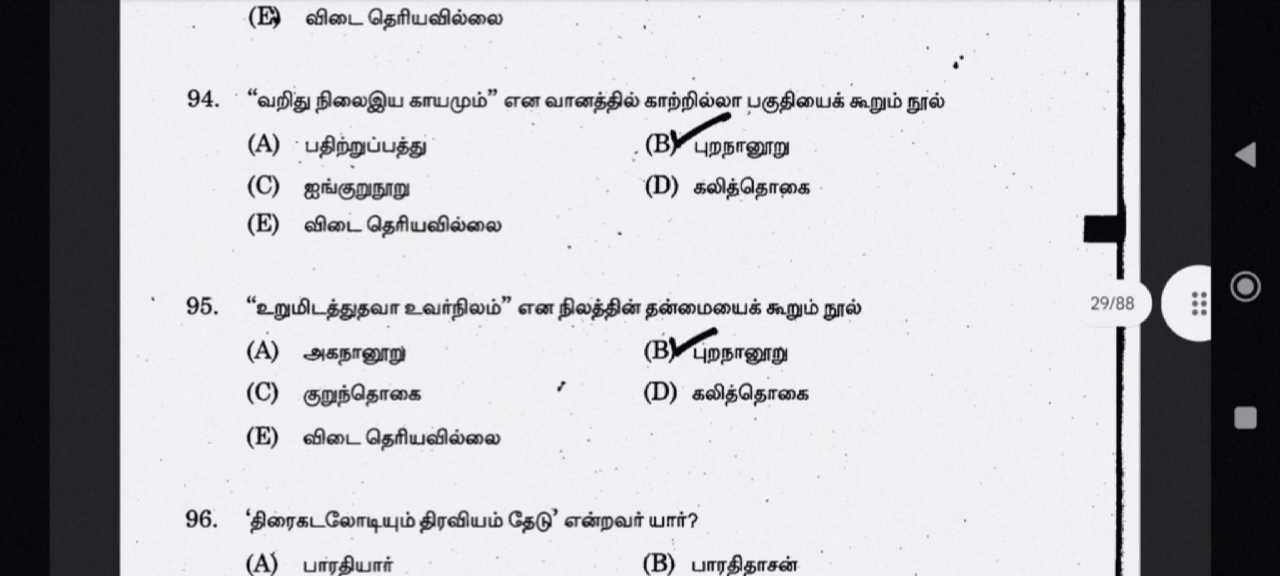 (E) விடை தெரியவில்லை
94. “வறிது நிலைஇய காயமும்” என வானத்தில் காற்றில்லா பகுதியைக் கூறும் நூல்
(A) பதிற்றுப்பத்து (B) புறநானூறு
(C) ஐங்குறுநூறு (D) கலித்தொகை
(E) விடை தெரியவில்லை
95. “உறுமிடத்துதவா உவர்நிலம்” என நிலத்தின் தன்மையைக் கூறும் நூல்
29/88
(A) அகநானூறு (B) புறநானூறு
(C) குறுந்தொகை (D) கலித்தொகை
(E) விடை தெரியவில்லை
96. ‘திரைகடலோடியும் திரவியம் தேடு’ என்றவர் யார்?
(A) பாரதியார் (B) பாரதிதாசன்